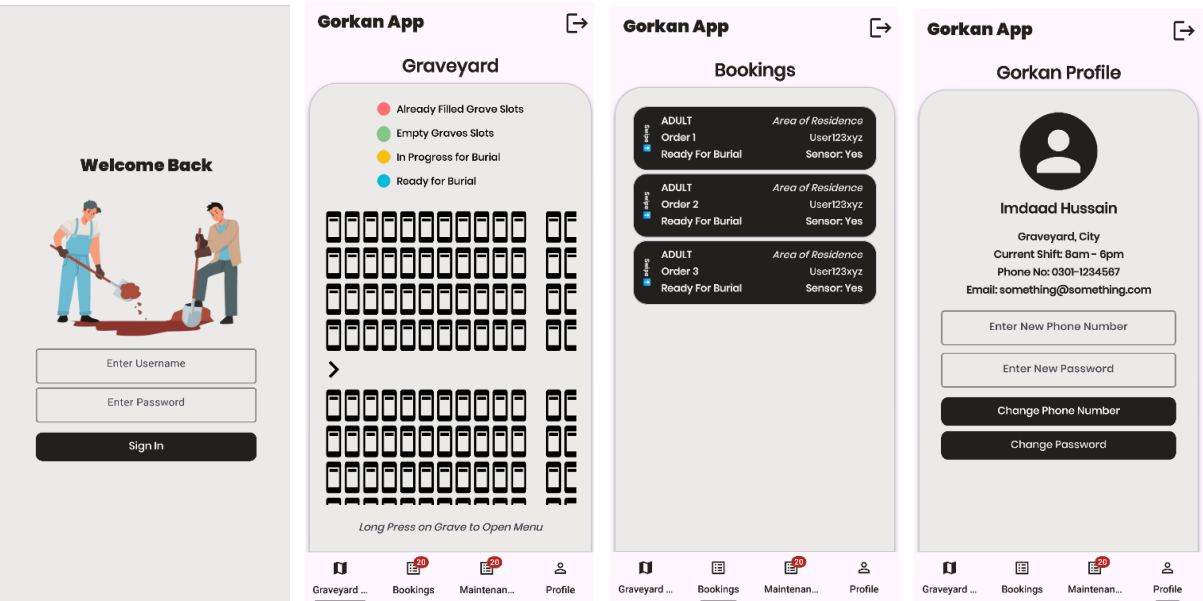 Welcome Back
Enter Username
Enter Password
Sign In
Gorkan App
Graveyard
Already Filled Grave Slots
Empty Graves Slots
In Progress for Burial
Ready for Burial
Long Press on Grave to Open Menu
20
20
Graveyard ...
Bookings
Maintenan...
Profile
Gorkan App
Bookings
Swipe
ADULT
Area of Residence
Order 1
User123xyz
Ready For Burial
Sensor: Yes
Swipe
ADULT
Area of Residence
Order 2
User123xyz
Ready For Burial
Sensor: Yes
Swipe
ADULT
Area of Residence
Order 3
User123xyz
Ready For Burial
Sensor: Yes
20
Graveyard ...
Bookings
Maintenan...
Profile
Gorkan App
Gorkan Profile
Imdaad Hussain
Graveyard, City
Current Shift: 8am - 6pm
Phone No: 0301-1234567
Email: something@something.com
Enter New Phone Number
Enter New Password
Change Phone Number
Change Password
20
Graveyard ...
Bookings
Maintenan...
Profile